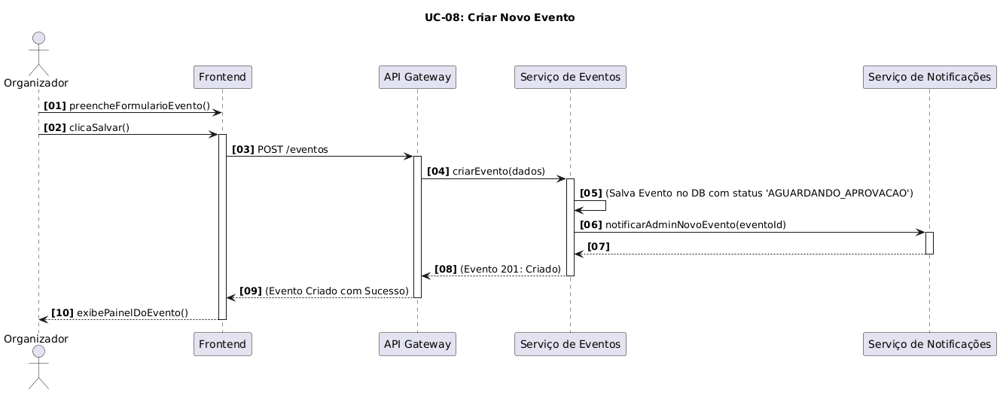 UC-08: Criar Novo Evento
Organizador
Frontend
API Gateway
Serviço de Eventos
Serviço de Notificações
[01] preencheFormularioEvento()
[02] clicaSalvar()
[03] POST /eventos
[04] criarEvento(dados)
[05] (Salva Evento no DB com status 'AGUARDANDO_APROVACAO')
[06] notificarAdminNovoEvento(eventoId)
[07]
[08] (Evento 201: Criado)
[09] (Evento Criado com Sucesso)
[10] exibePainelDoEvento()
Organizador
Frontend
API Gateway
Serviço de Eventos
Serviço de Notificações